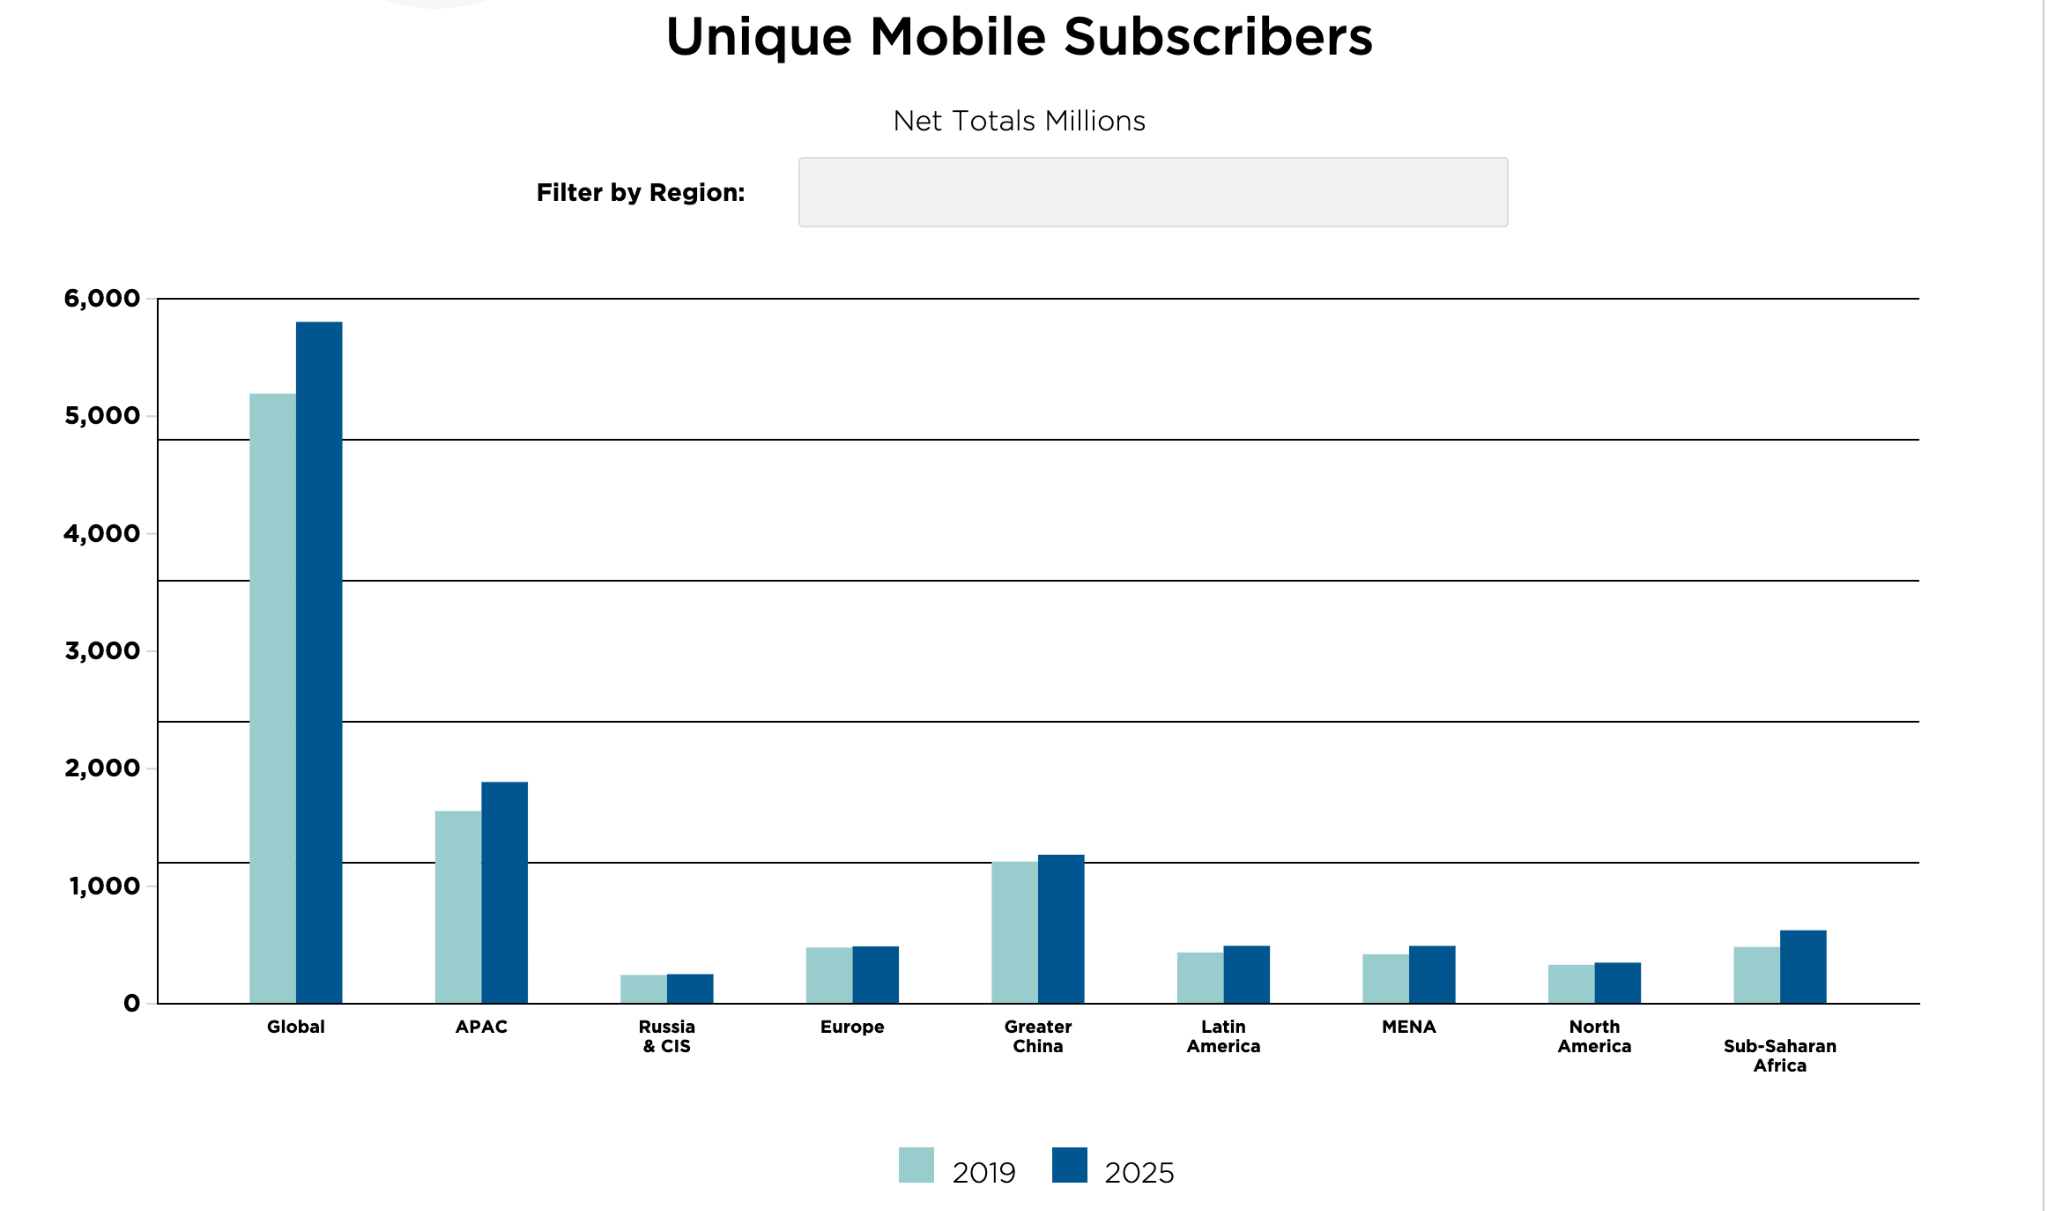 Unique Mobile Subscribers
Net Totals Millions
Filter by Region:
6,000
5,000
4,000
3,000
2,000
1,000
0
Global
APAC
Russia
& CIS
Europe
Greater
China
Latin
America
MENA
North
America
Sub-Saharan
Africa
2019
2025